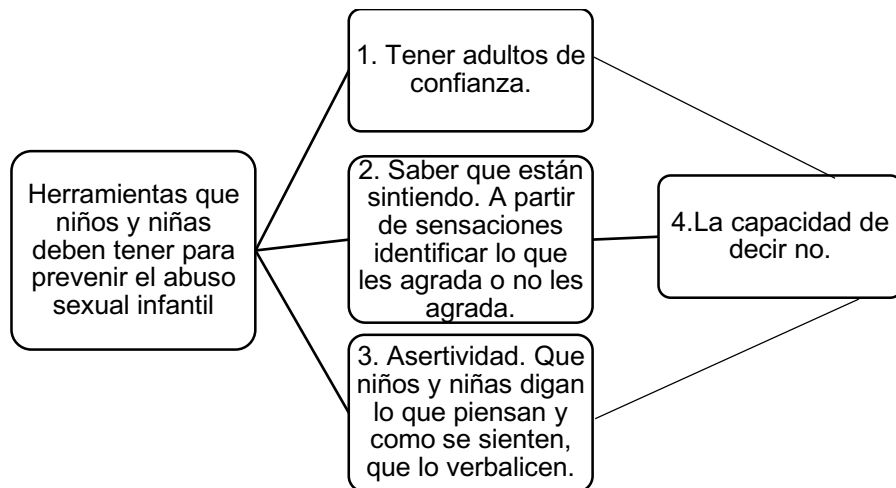 Herramientas que
niños y niñas
deben tener para
prevenir el abuso
sexual infantil
1. Tener adultos de
confianza.
2. Saber que están
sintiendo. A partir
de sensaciones
identificar lo que
les agrada o no les
agrada.
3. Asertividad. Que
niños y niñas digan
lo que piensan y
como se sienten,
que lo verbalicen.
4.La capacidad de
decir no.